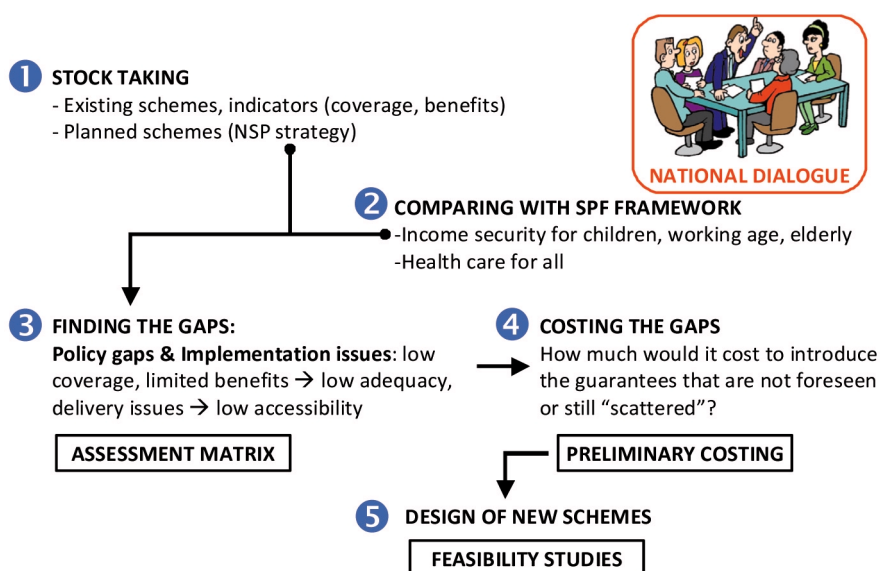 1 STOCK TAKING
- Existing schemes, indicators (coverage, benefits)
- Planned schemes (NSP strategy)
NATIONAL DIALOGUE
2 COMPARING WITH SPF FRAMEWORK
-Income security for children, working age, elderly
-Health care for all
3 FINDING THE GAPS:
Policy gaps & Implementation issues: low
coverage, limited benefits → low adequacy,
delivery issues → low accessibility
ASSESSMENT MATRIX
4 COSTING THE GAPS
How much would it cost to introduce
the guarantees that are not foreseen
or still “scattered”?
PRELIMINARY COSTING
5 DESIGN OF NEW SCHEMES
FEASIBILITY STUDIES